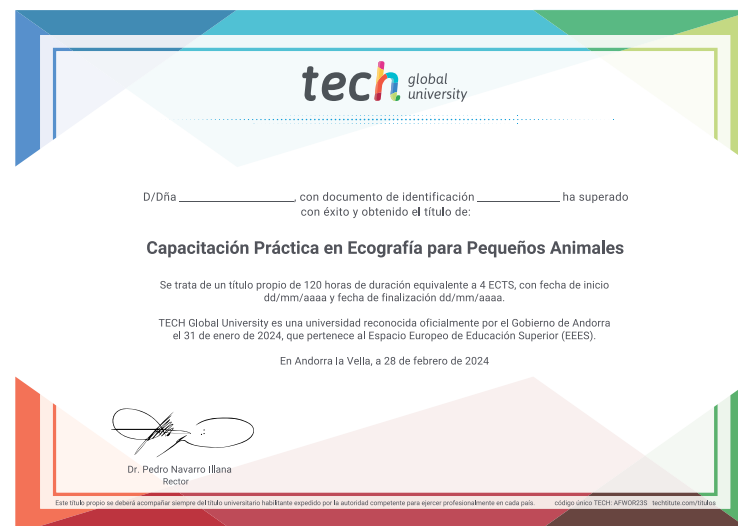 tech global
university
D/Dña ______________, con documento de identificación __________ ha superado
con éxito y obtenido el título de:
Capacitación Práctica en Ecografía para Pequeños Animales
Se trata de un título propio de 120 horas de duración equivalente a 4 ECTS, con fecha de inicio
dd/mm/aaaa y fecha de finalización dd/mm/aaaa.
TECH Global University es una universidad reconocida oficialmente por el Gobierno de Andorra
el 31 de enero de 2024, que pertenece al Espacio Europeo de Educación Superior (EEES).
En Andorra la Vella, a 28 de febrero de 2024
Dr. Pedro Navarro Illana
Rector
Este título propio se deberá acompañar siempre del título universitario habilitante expedido por la autoridad competente para ejercer profesionalmente en cada país. código único TECH: AFWOR23S techtitute.com/títulos